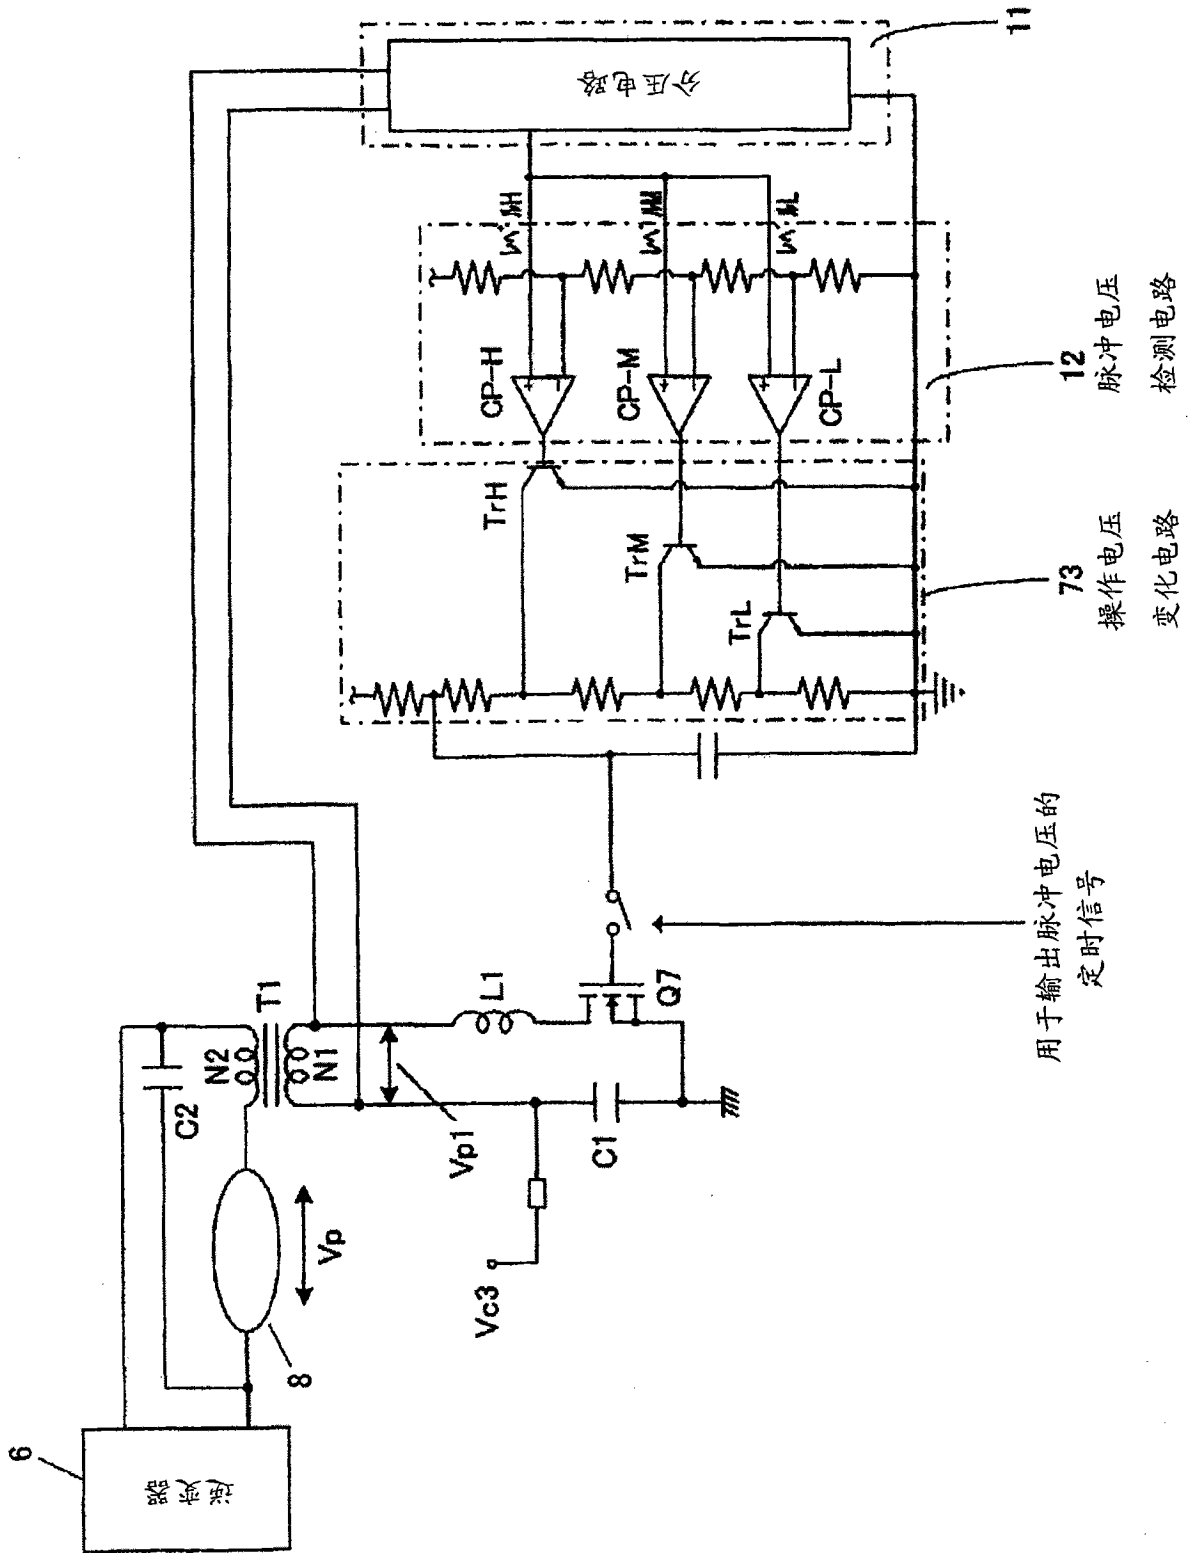 6
逆变器
8
Vp
C2
N2
T1
N1
Vp1
Vc3
C1
L1
Q7
用于输出脉冲电压的
定时信号
TrH
TrM
TrL
73
操作电压
变化电路
CP-H
+
-
CP-M
+
-
CP-L
+
-
12
脉冲电压
检测电路
分压电路
11